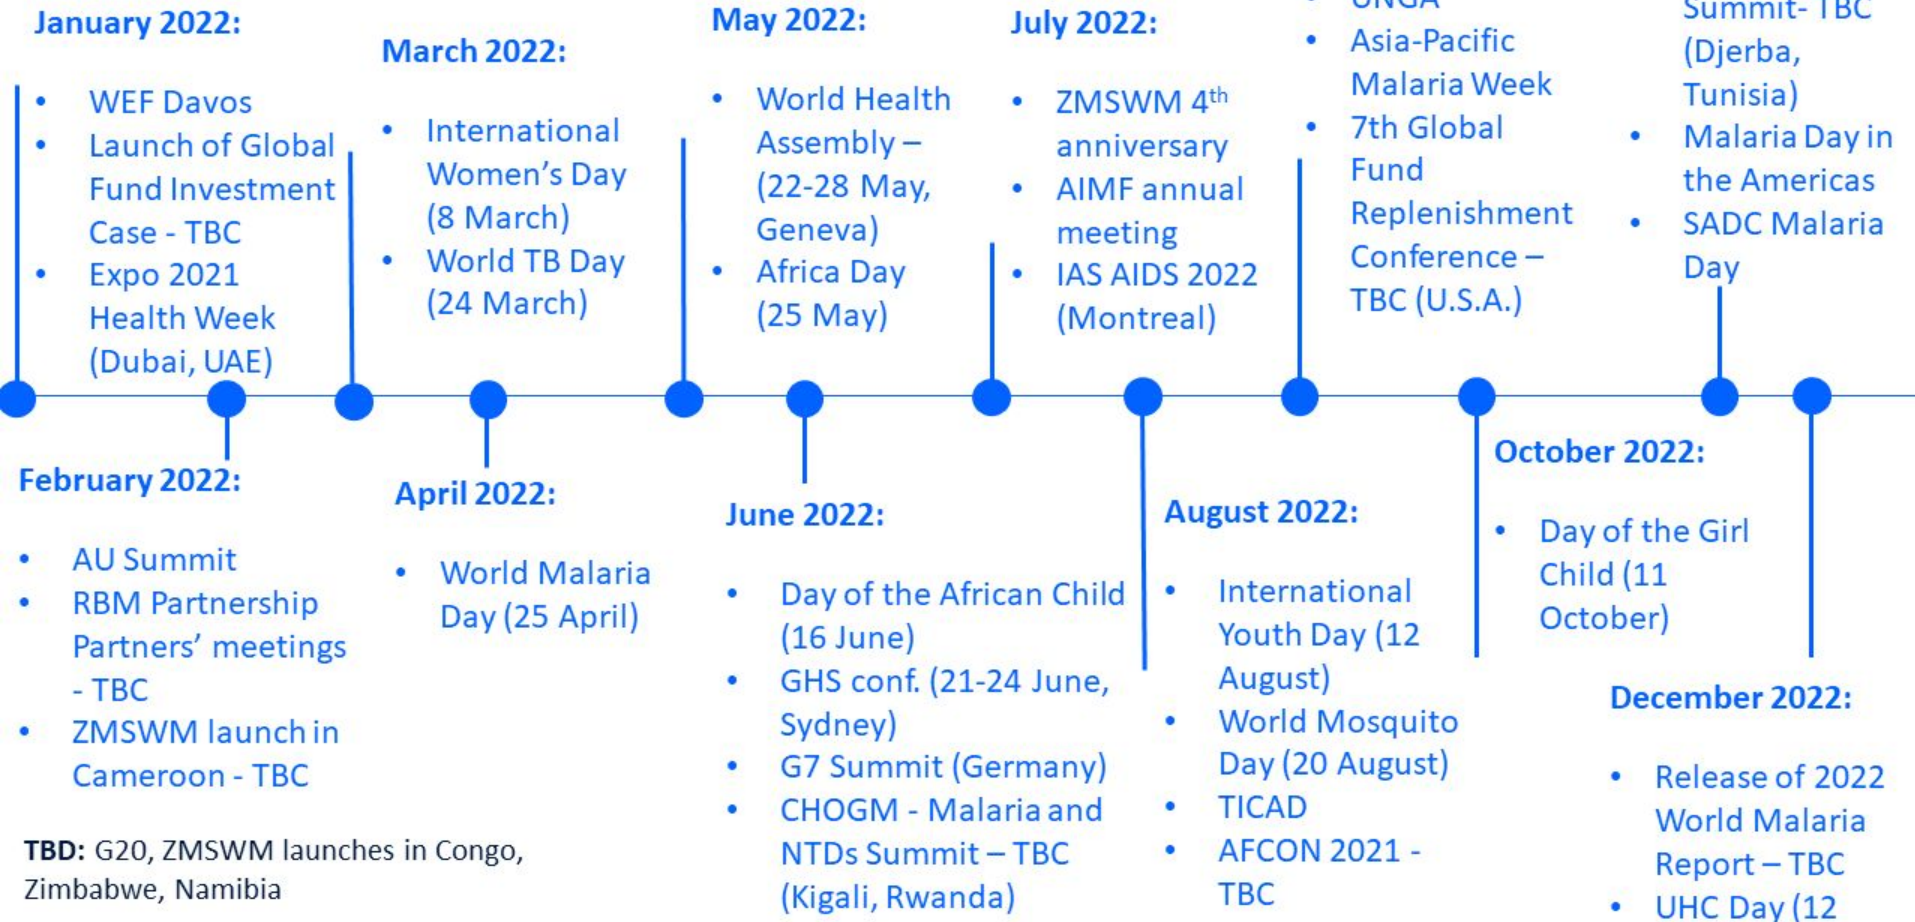 January 2022:
• WEF Davos
• Launch of Global
Fund Investment
Case - TBC
• Expo 2021
Health Week
(Dubai, UAE)
March 2022:
• International
Women’s Day
(8 March)
• World TB Day
(24 March)
May 2022:
• World Health
Assembly –
(22-28 May,
Geneva)
• Africa Day
(25 May)
July 2022:
• ZMSWM 4th
anniversary
• AIMF annual
meeting
• IAS AIDS 2022
(Montreal)
• UNGA
• Asia-Pacific
Malaria Week
• 7th Global
Fund
Replenishment
Conference –
TBC (U.S.A.)
Summit- TBC
(Djerba,
Tunisia)
• Malaria Day in
the Americas
• SADC Malaria
Day
February 2022:
• AU Summit
• RBM Partnership
Partners’ meetings
- TBC
• ZMSWM launch in
Cameroon - TBC
April 2022:
• World Malaria
Day (25 April)
June 2022:
• Day of the African Child
(16 June)
• GHS conf. (21-24 June,
Sydney)
• G7 Summit (Germany)
• CHOGM - Malaria and
NTDs Summit – TBC
(Kigali, Rwanda)
August 2022:
• International
Youth Day (12
August)
• World Mosquito
Day (20 August)
• TICAD
• AFCON 2021 -
TBC
October 2022:
• Day of the Girl
Child (11
October)
December 2022:
• Release of 2022
World Malaria
Report – TBC
• UHC Day (12
TBD: G20, ZMSWM launches in Congo,
Zimbabwe, Namibia